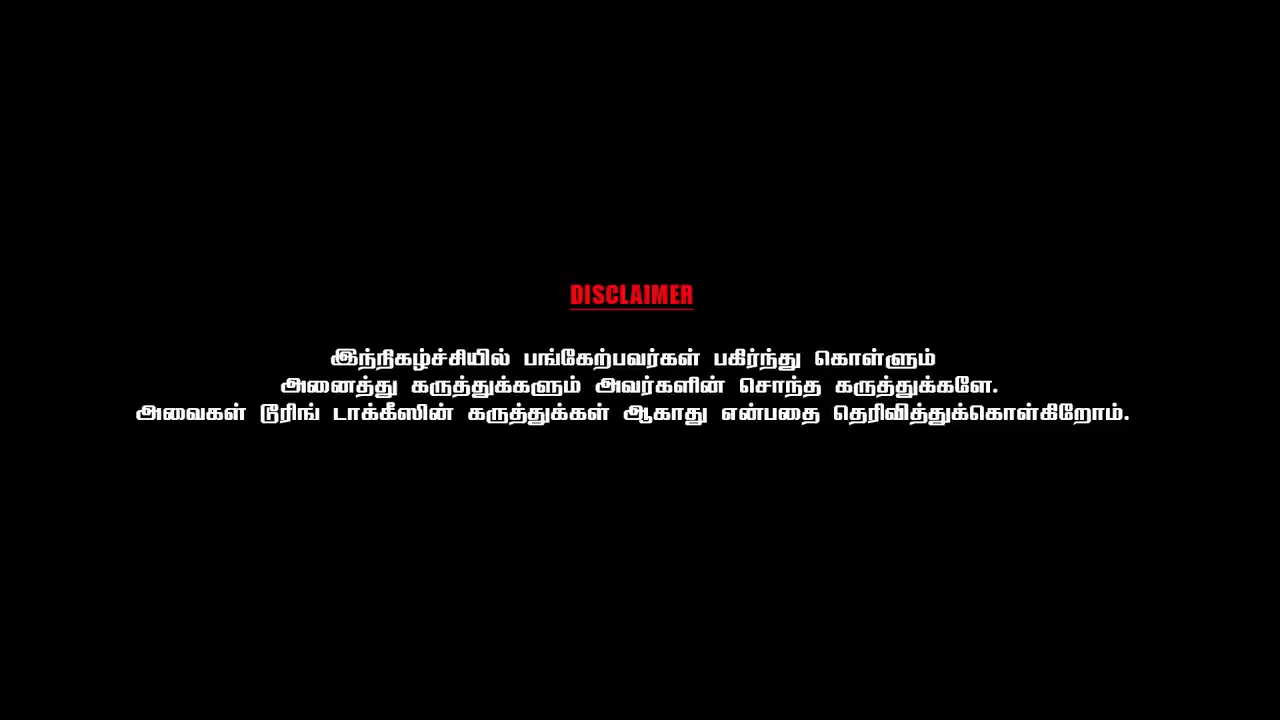 DISCLAIMER
இந்நிகழ்ச்சியில் பங்கேற்பவர்கள் பகிர்ந்து கொள்ளும்
அனைத்து கருத்துக்களும் அவர்களின் சொந்த கருத்துக்களே.
அவைகள் டூரிங் டாக்கீஸின் கருத்துக்கள் ஆகாது என்பதை தெரிவித்துக்கொள்கிறோம்.